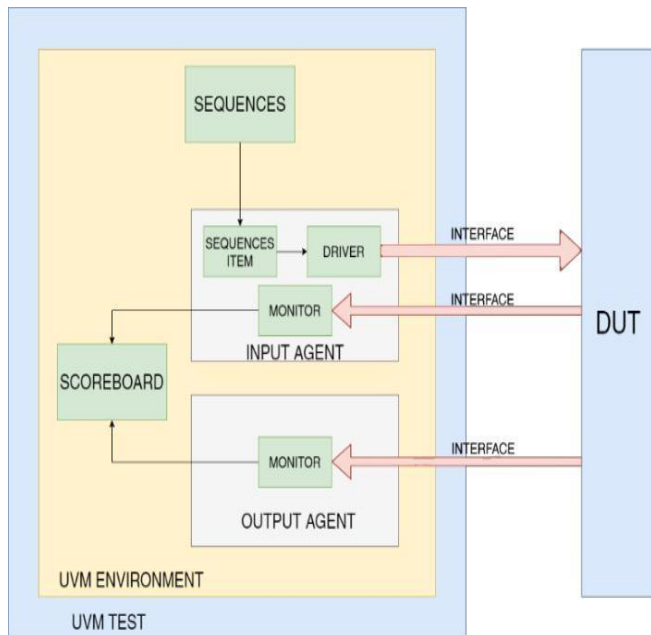 SEQUENCES
SEQUENCES
ITEM
DRIVER
INTERFACE
MONITOR
INTERFACE
INPUT AGENT
DUT
SCOREBOARD
MONITOR
INTERFACE
OUTPUT AGENT
UVM ENVIRONMENT
UVM TEST